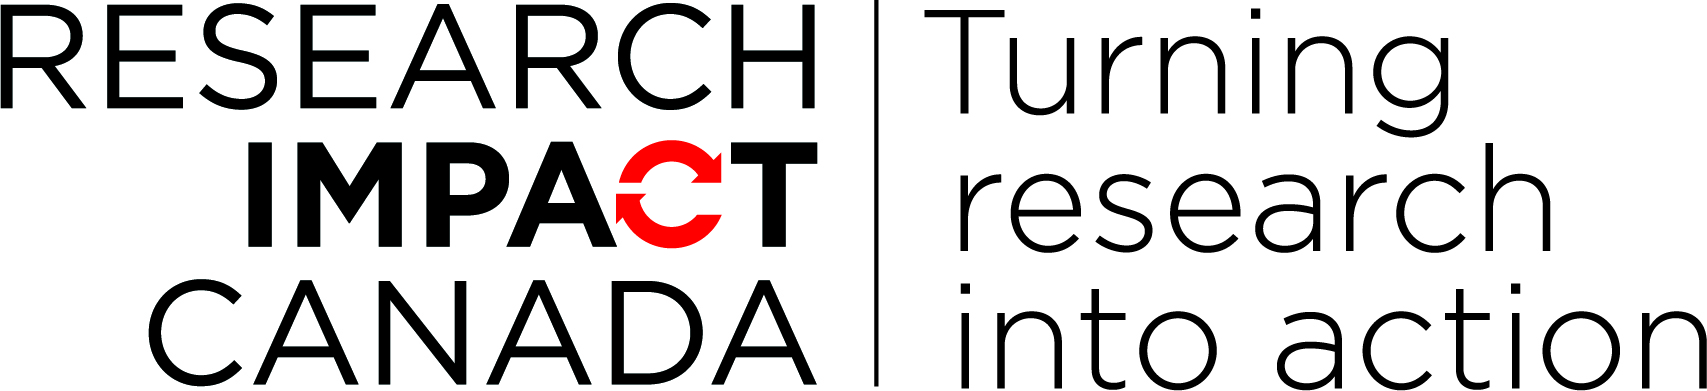 RESEARCH
IMPACT
CANADA
Turning
research
into action